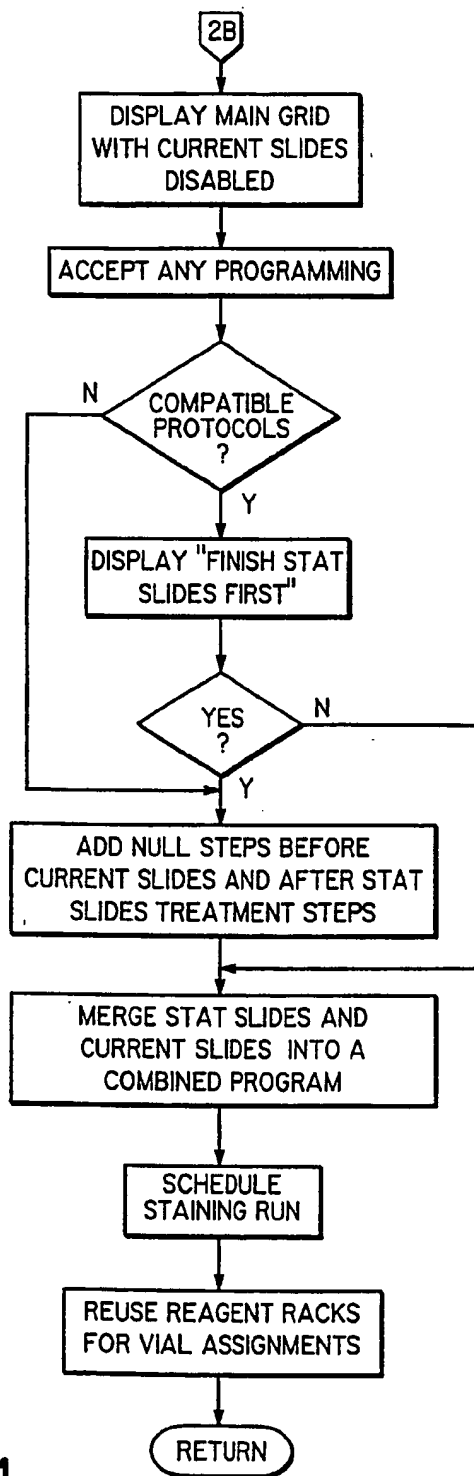 2B
DISPLAY MAIN GRID
WITH CURRENT SLIDES
DISABLED
ACCEPT ANY PROGRAMMING
N
COMPATIBLE
PROTOCOLS
?
Y
DISPLAY "FINISH STAT
SLIDES FIRST"
YES
?
N
Y
ADD NULL STEPS BEFORE
CURRENT SLIDES AND AFTER STAT
SLIDES TREATMENT STEPS
MERGE STAT SLIDES AND
CURRENT SLIDES INTO A
COMBINED PROGRAM
SCHEDULE
STAINING RUN
REUSE REAGENT RACKS
FOR VIAL ASSIGNMENTS
RETURN